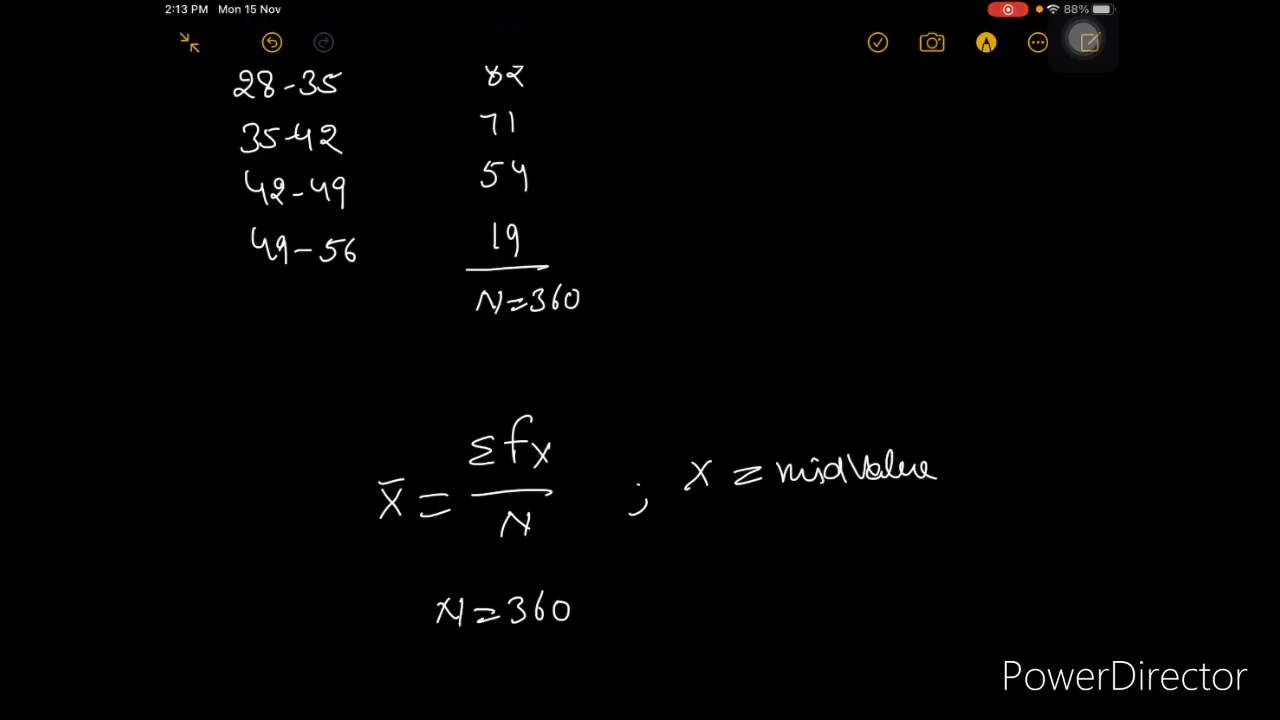 2:13 PM Mon 15 Nov 88%
28-35 82
35-42 71
42-49 54
49-56 19
N=360
x̄ = Σfx / N ; x = midvalue
N=360
PowerDirector